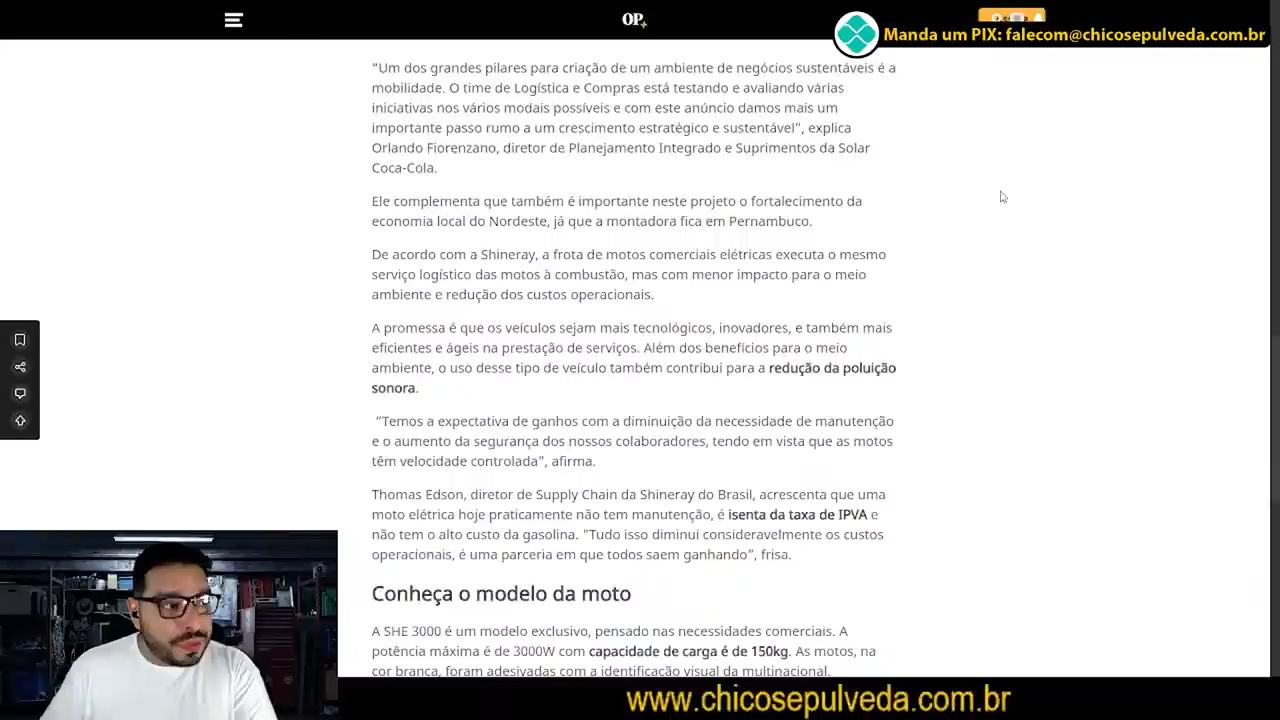 OP+
Manda um PIX: falecom@chicosepulveda.com.br
“Um dos grandes pilares para criação de um ambiente de negócios sustentáveis é a
mobilidade. O time de Logística e Compras está testando e avaliando várias
iniciativas nos vários modais possíveis e com este anúncio damos mais um
importante passo rumo a um crescimento estratégico e sustentável”, explica
Orlando Fiorenzano, diretor de Planejamento Integrado e Suprimentos da Solar
Coca-Cola.
Ele complementa que também é importante neste projeto o fortalecimento da
economia local do Nordeste, já que a montadora fica em Pernambuco.
De acordo com a Shineray, a frota de motos comerciais elétricas executa o mesmo
serviço logístico das motos à combustão, mas com menor impacto para o meio
ambiente e redução dos custos operacionais.
A promessa é que os veículos sejam mais tecnológicos, inovadores, e também mais
eficientes e ágeis na prestação de serviços. Além dos benefícios para o meio
ambiente, o uso desse tipo de veículo também contribui para a redução da poluição
sonora.
“Temos a expectativa de ganhos com a diminuição da necessidade de manutenção
e o aumento da segurança dos nossos colaboradores, tendo em vista que as motos
têm velocidade controlada”, afirma.
Thomas Edson, diretor de Supply Chain da Shineray do Brasil, acrescenta que uma
moto elétrica hoje praticamente não tem manutenção, é isenta da taxa de IPVA e
não tem o alto custo da gasolina. "Tudo isso diminui consideravelmente os custos
operacionais, é uma parceria em que todos saem ganhando”, frisa.
Conheça o modelo da moto
A SHE 3000 é um modelo exclusivo, pensado nas necessidades comerciais. A
potência máxima é de 3000W com capacidade de carga é de 150kg. As motos, na
cor branca, foram adesivadas com a identificação visual da multinacional.
www.chicosepulveda.com.br